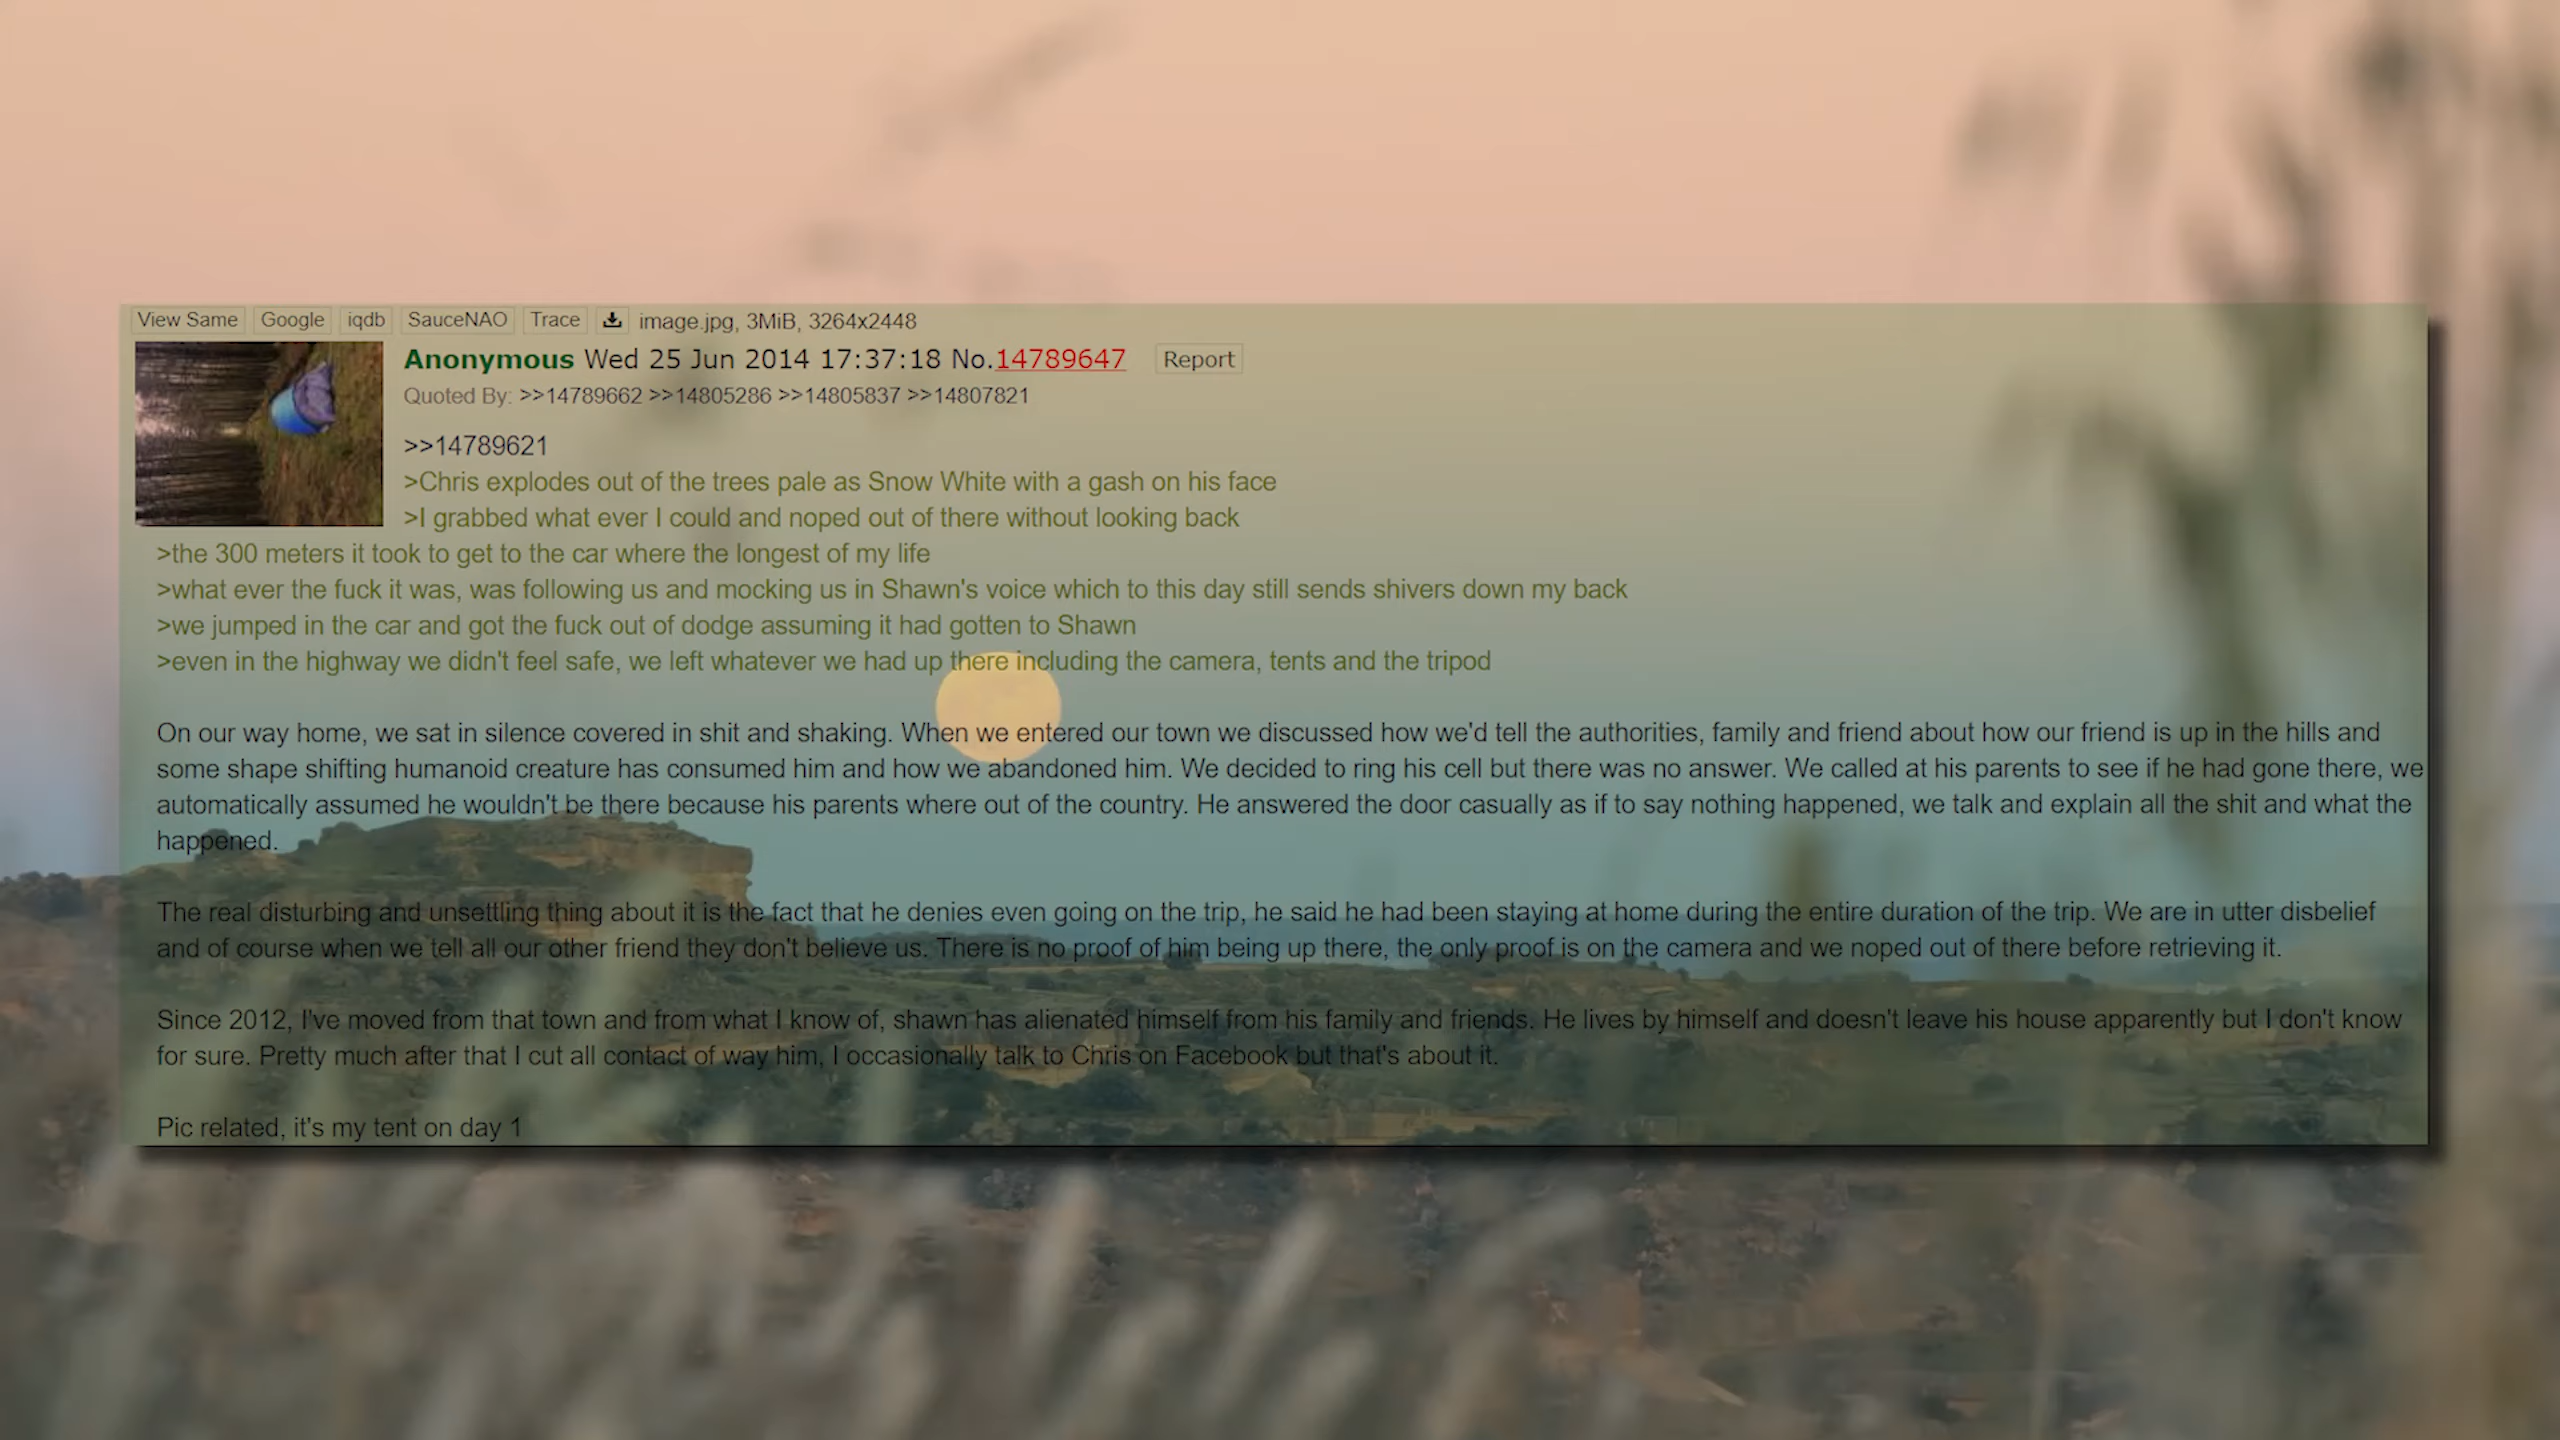 View Same Google iqdb SauceNAO Trace image.jpg, 3MiB, 3264x2448
Anonymous Wed 25 Jun 2014 17:37:18 No.14789647 Report
Quoted By: >>14789662 >>14805286 >>14805837 >>14807821
>>14789621
>Chris explodes out of the trees pale as Snow White with a gash on his face
>I grabbed what ever I could and noped out of there without looking back
>the 300 meters it took to get to the car where the longest of my life
>what ever the fuck it was, was following us and mocking us in Shawn's voice which to this day still sends shivers down my back
>we jumped in the car and got the fuck out of dodge assuming it had gotten to Shawn
>even in the highway we didn't feel safe, we left whatever we had up there including the camera, tents and the tripod
On our way home, we sat in silence covered in shit and shaking. When we entered our town we discussed how we'd tell the authorities, family and friend about how our friend is up in the hills and
some shape shifting humanoid creature has consumed him and how we abandoned him. We decided to ring his cell but there was no answer. We called at his parents to see if he had gone there, we
automatically assumed he wouldn't be there because his parents where out of the country. He answered the door casually as if to say nothing happened, we talk and explain all the shit and what the
happened.
The real disturbing and unsettling thing about it is the fact that he denies even going on the trip, he said he had been staying at home during the entire duration of the trip. We are in utter disbelief
and of course when we tell all our other friend they don't believe us. There is no proof of him being up there, the only proof is on the camera and we noped out of there before retrieving it.
Since 2012, I've moved from that town and from what I know of, shawn has alienated himself from his family and friends. He lives by himself and doesn't leave his house apparently but I don't know
for sure. Pretty much after that I cut all contact of way him, I occasionally talk to Chris on Facebook but that's about it.
Pic related, it's my tent on day 1